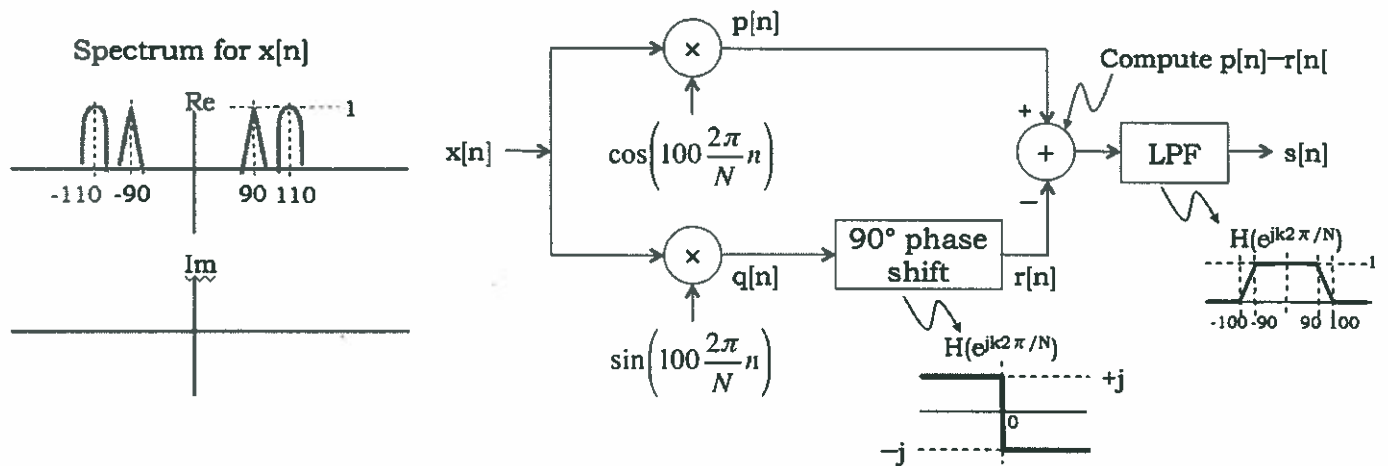 Spectrum for x[n]
Re
1
-110 -90 90 110
Im
x[n]
p[n]
cos(100 2π/N n)
q[n]
sin(100 2π/N n)
90° phase
shift
r[n]
H(e^{jk2π/N})
+j
0
−j
Compute p[n]−r[n[
+
+
−
LPF
s[n]
H(e^{jk2π/N})
1
-100 -90 90 100
×
×